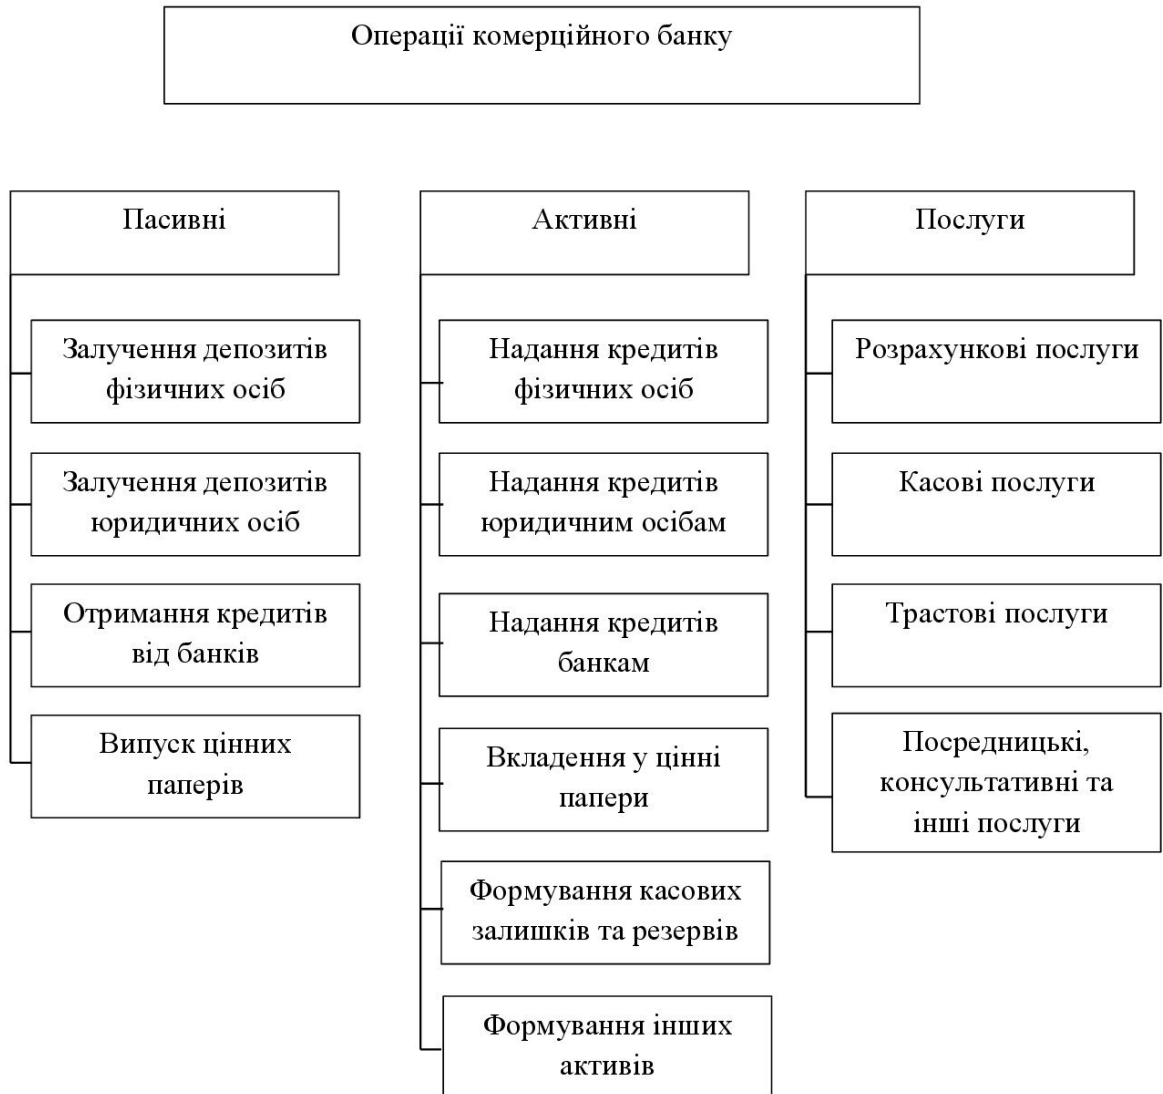 Операції комерційного банку
Пасивні
Залучення депозитів
фізичних осіб
Залучення депозитів
юридичних осіб
Отримання кредитів
від банків
Випуск цінних
паперів
Активні
Надання кредитів
фізичних осіб
Надання кредитів
юридичним осібам
Надання кредитів
банкам
Вкладення у цінні
папери
Формування касових
залишків та резервів
Формування інших
активів
Послуги
Розрахункові послуги
Касові послуги
Трастові послуги
Посредницькі,
консультативні та
інші послуги